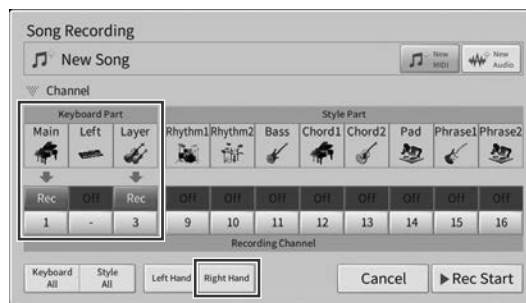 Song Recording
New Song
New MIDI
New Audio
Channel
Keyboard Part Style Part
Main Left Layer Rhythm1 Rhythm2 Bass Chord1 Chord2 Pad Phrase1 Phrase2
Rec Off Rec Off Off Off Off Off Off Off Off
1 - 3 9 10 11 12 13 14 15 16
Recording Channel
Keyboard All Style All Left Hand Right Hand Cancel ▶Rec Start